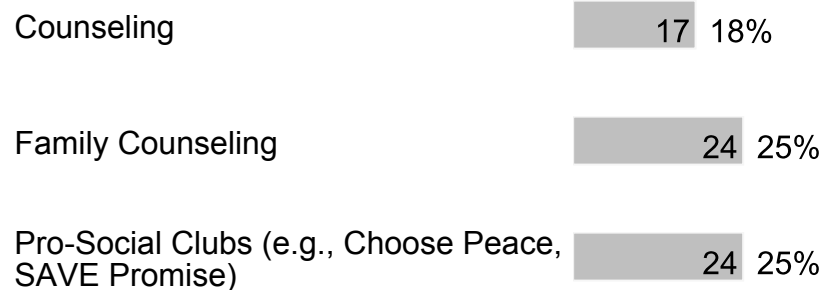 Counseling 17 18%
Family Counseling 24 25%
Pro-Social Clubs (e.g., Choose Peace,
SAVE Promise) 24 25%